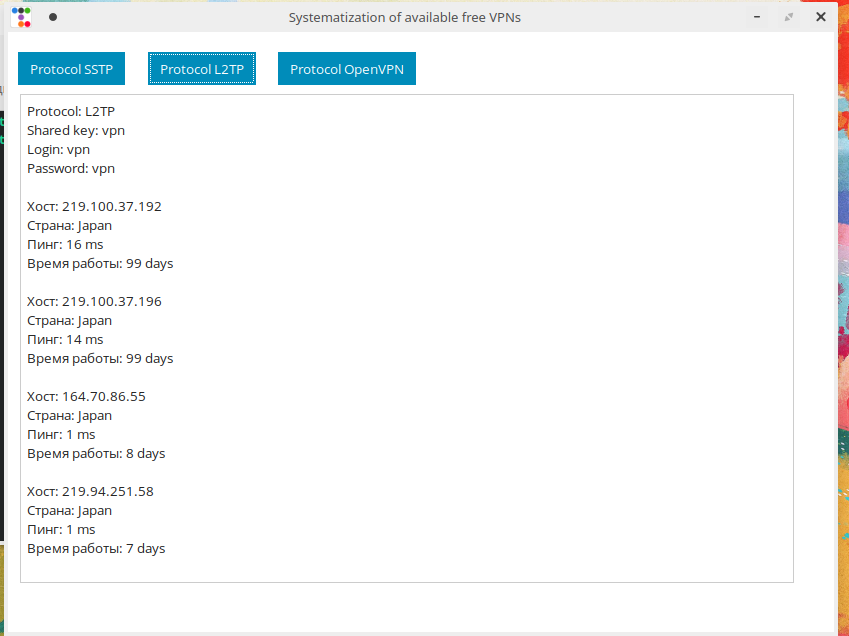 Systematization of available free VPNs
Protocol SSTP
Protocol L2TP
Protocol OpenVPN
Protocol: L2TP
Shared key: vpn
Login: vpn
Password: vpn
Хост: 219.100.37.192
Страна: Japan
Пинг: 16 ms
Время работы: 99 days
Хост: 219.100.37.196
Страна: Japan
Пинг: 14 ms
Время работы: 99 days
Хост: 164.70.86.55
Страна: Japan
Пинг: 1 ms
Время работы: 8 days
Хост: 219.94.251.58
Страна: Japan
Пинг: 1 ms
Время работы: 7 days